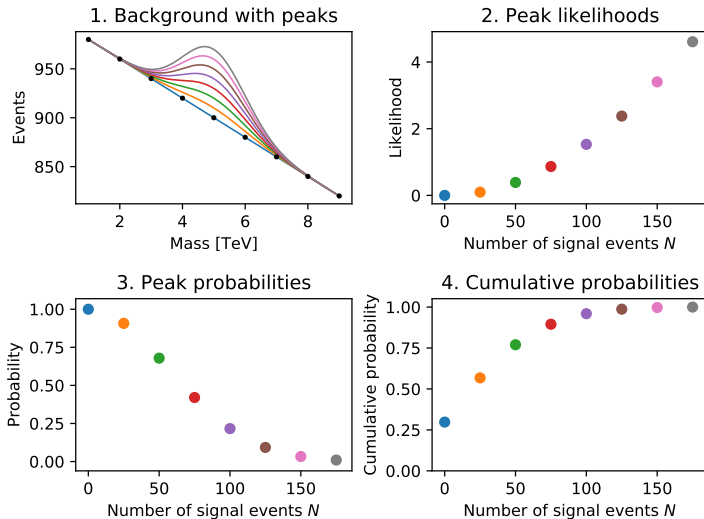 1. Background with peaks
950
900
850
Events
2
4
6
8
Mass [TeV]
2. Peak likelihoods
4
2
0
Likelihood
0
50
100
150
Number of signal events N
3. Peak probabilities
1.00
0.75
0.50
0.25
0.00
Probability
0
50
100
150
Number of signal events N
4. Cumulative probabilities
1.00
0.75
0.50
0.25
0.00
Cumulative probability
0
50
100
150
Number of signal events N